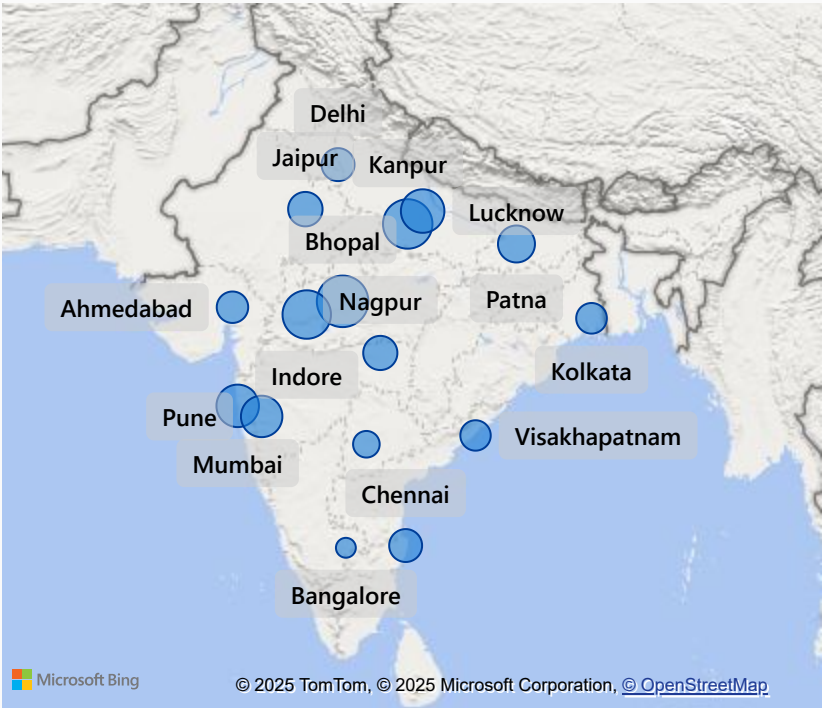 Delhi
Jaipur
Kanpur
Lucknow
Bhopal
Ahmedabad
Nagpur
Patna
Indore
Kolkata
Pune
Visakhapatnam
Mumbai
Chennai
Bangalore
Microsoft Bing
© 2025 TomTom, © 2025 Microsoft Corporation, © OpenStreetMap